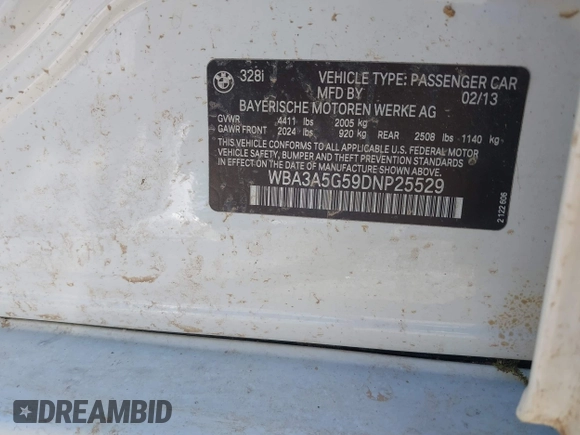 BMW
328i VEHICLE TYPE: PASSENGER CAR
MFD BY 02/13
BAYERISCHE MOTOREN WERKE AG
GVWR 4411 lbs 2005 kg
GAWR FRONT 2024 lbs 920 kg REAR 2508 lbs 1140 kg
THIS VEHICLE CONFORMS TO ALL APPLICABLE U.S. FEDERAL MOTOR
VEHICLE SAFETY, BUMPER AND THEFT PREVENTION STANDARDS
IN EFFECT ON THE DATE OF MANUFACTURE SHOWN ABOVE.
WBA3A5G59DNP25529
2 122 606
DREAMBID